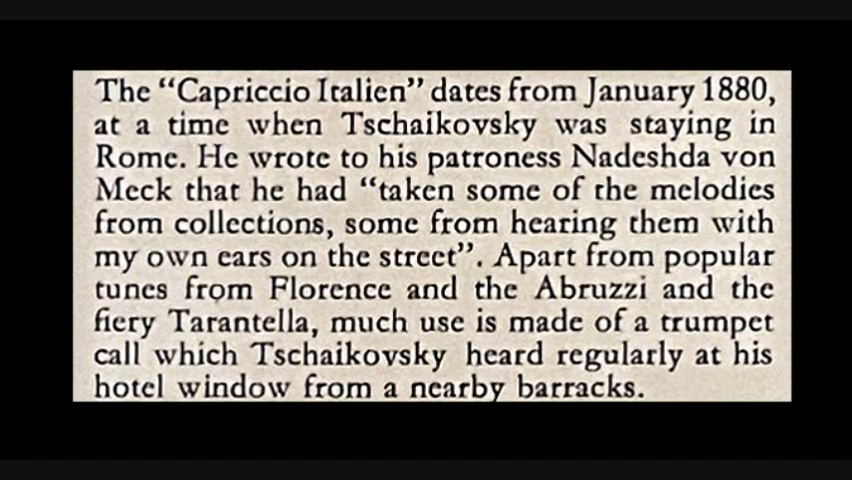 The “Capriccio Italien” dates from January 1880,
at a time when Tschaikovsky was staying in
Rome. He wrote to his patroness Nadeshda von
Meck that he had “taken some of the melodies
from collections, some from hearing them with
my own ears on the street”. Apart from popular
tunes from Florence and the Abruzzi and the
fiery Tarantella, much use is made of a trumpet
call which Tschaikovsky heard regularly at his
hotel window from a nearby barracks.